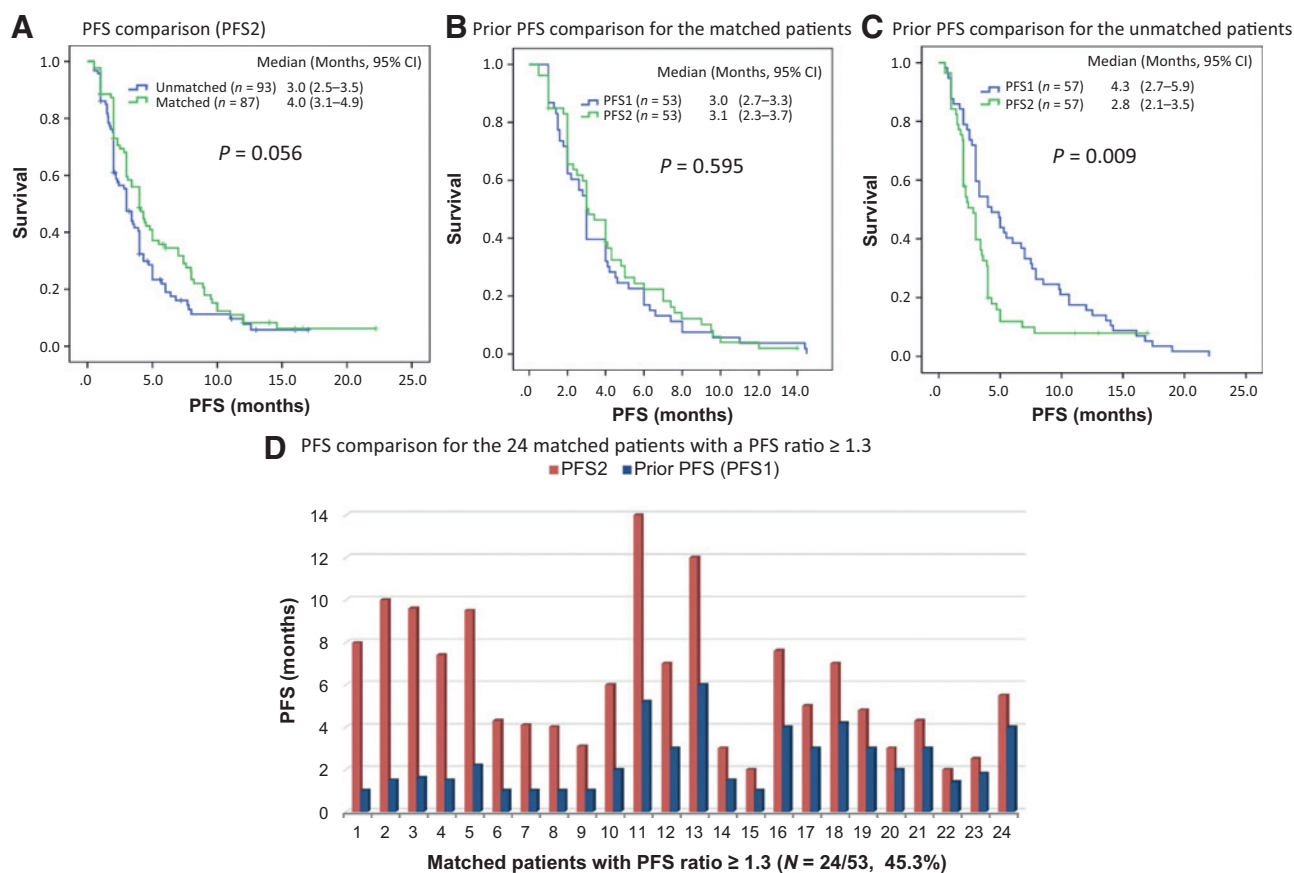 A PFS comparison (PFS2)
Median (Months, 95% CI)
Unmatched (n = 93) 3.0 (2.5–3.5)
Matched (n = 87) 4.0 (3.1–4.9)
P = 0.056
Survival
1.0
0.8
0.6
0.4
0.2
0.0
.0 5.0 10.0 15.0 20.0 25.0
PFS (months)
B Prior PFS comparison for the matched patients
Median (Months, 95% CI)
PFS1 (n = 53) 3.0 (2.7–3.3)
PFS2 (n = 53) 3.1 (2.3–3.7)
P = 0.595
Survival
1.0
0.8
0.6
0.4
0.2
0.0
.0 2.0 4.0 6.0 8.0 10.0 12.0 14.0
PFS (months)
C Prior PFS comparison for the unmatched patients
Median (Months, 95% CI)
PFS1 (n = 57) 4.3 (2.7–5.9)
PFS2 (n = 57) 2.8 (2.1–3.5)
P = 0.009
Survival
1.0
0.8
0.6
0.4
0.2
0.0
.0 5.0 10.0 15.0 20.0 25.0
PFS (months)
D PFS comparison for the 24 matched patients with a PFS ratio ≥ 1.3
PFS2 Prior PFS (PFS1)
PFS (months)
14
12
10
8
6
4
2
0
1 2 3 4 5 6 7 8 9 10 11 12 13 14 15 16 17 18 19 20 21 22 23 24
Matched patients with PFS ratio ≥ 1.3 (N = 24/53, 45.3%)